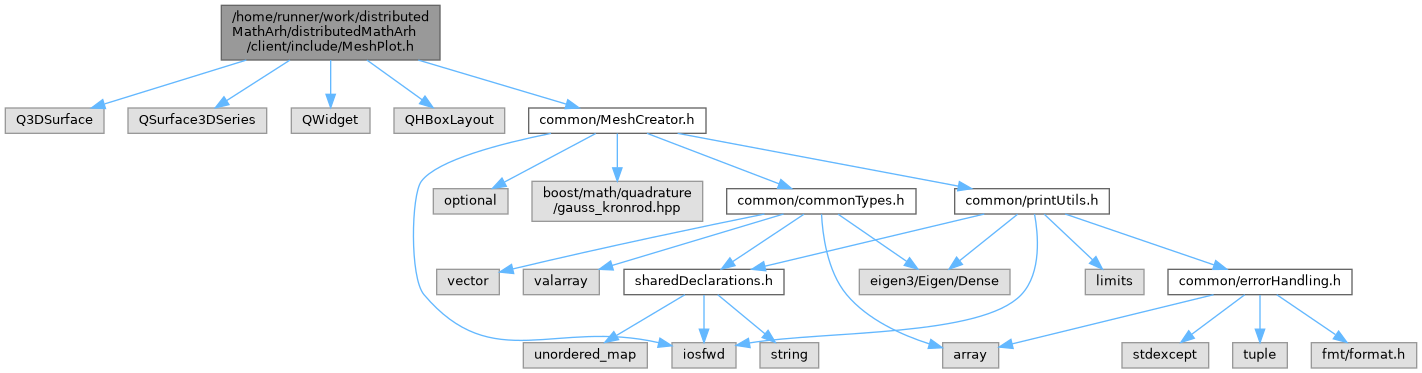 /home/runner/work/distributed
MathArh/distributedMathArh
/client/include/MeshPlot.h
Q3DSurface
QSurface3DSeries
QWidget
QHBoxLayout
common/MeshCreator.h
optional
boost/math/quadrature
/gauss_kronrod.hpp
common/commonTypes.h
common/printUtils.h
vector
valarray
sharedDeclarations.h
eigen3/Eigen/Dense
limits
common/errorHandling.h
unordered_map
iosfwd
string
array
stdexcept
tuple
fmt/format.h